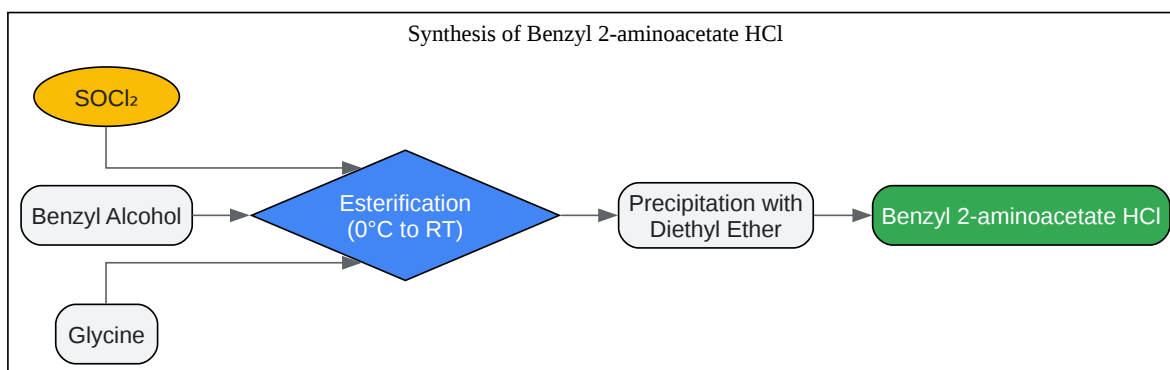 Synthesis of Benzyl 2-aminoacetate HCl
SOCl₂
Benzyl Alcohol
Glycine
Esterification
(0°C to RT)
Precipitation with
Diethyl Ether
Benzyl 2-aminoacetate HCl